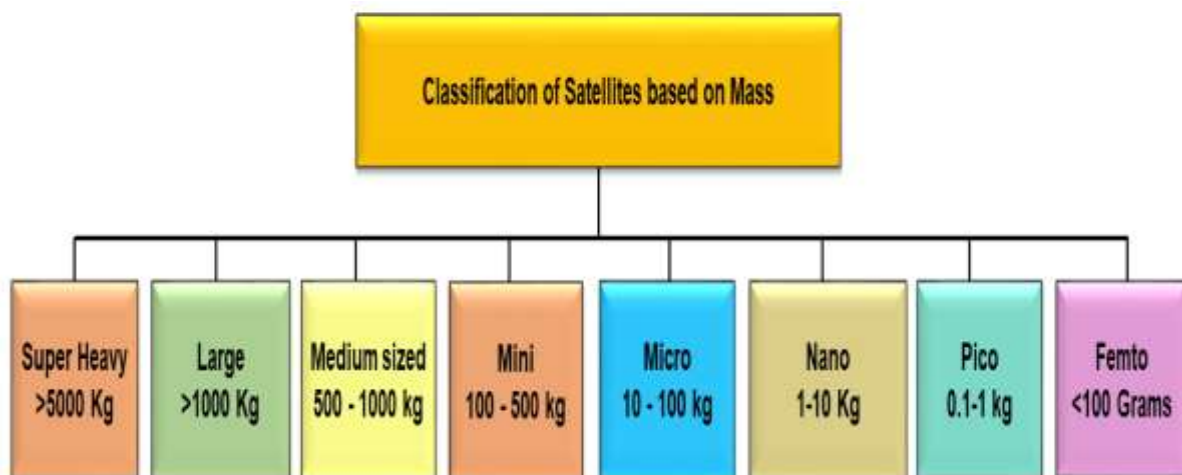 Classification of Satellites based on Mass
Super Heavy
>5000 Kg
Large
>1000 Kg
Medium sized
500 - 1000 kg
Mini
100 - 500 kg
Micro
10 - 100 kg
Nano
1-10 Kg
Pico
0.1-1 kg
Femto
<100 Grams